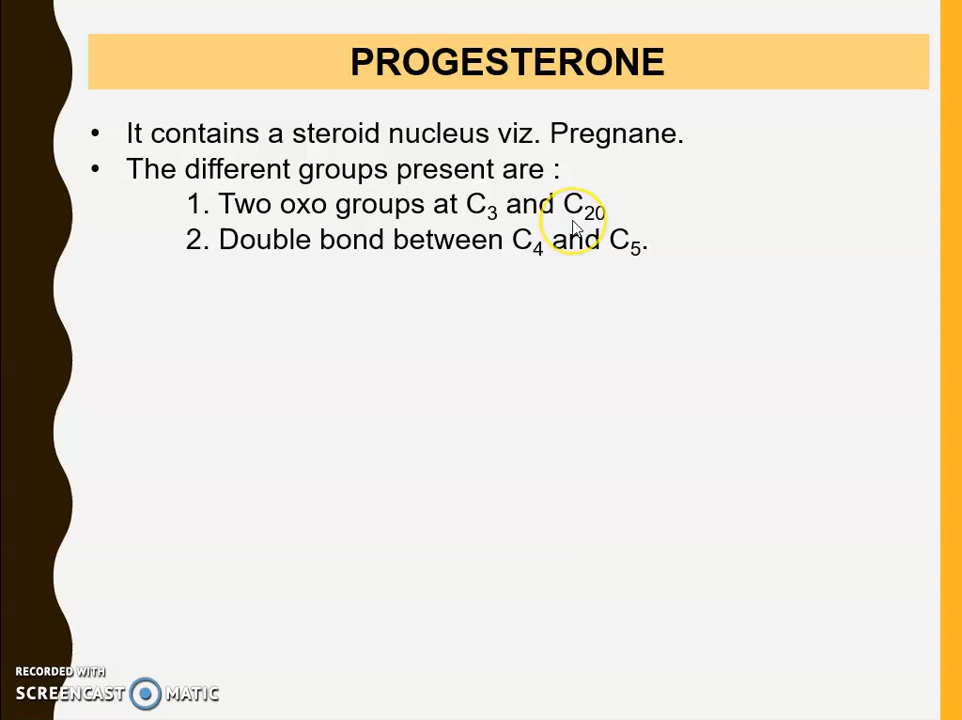 PROGESTERONE
• It contains a steroid nucleus viz. Pregnane.
• The different groups present are :
1. Two oxo groups at C₃ and C₂₀
2. Double bond between C₄ and C₅.
RECORDED WITH
SCREENCAST MATIC